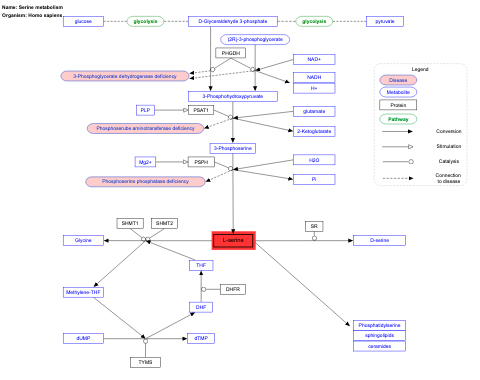 Name: Serine metabolism
Organism: Homo sapiens
glucose
glycolysis
D-Glyceraldehyde 3-phosphate
glycolysis
pyruvate
(2R)-3-phosphoglycerate
PHGDH
NAD+
3-Phosphoglycerate dehydrogenase deficiency
NADH
H+
3-Phosphohydroxypyruvate
PLP
PSAT1
glutamate
Phosphoserube aminotransferase deficiency
2-Ketoglutarate
3-Phosphoserine
Mg2+
PSPH
H2O
Phosphoserine phosphatase deficiency
Pi
Legend
Disease
Metabolite
Protein
Pathway
Conversion
Stimulation
Catalysis
Connection
to disease
SHMT1
SHMT2
SR
Glycine
L-serine
D-serine
THF
Methylene-THF
DHFR
DHF
dUMP
dTMP
TYMS
Phosphatidylserine
sphingolipids
ceramides